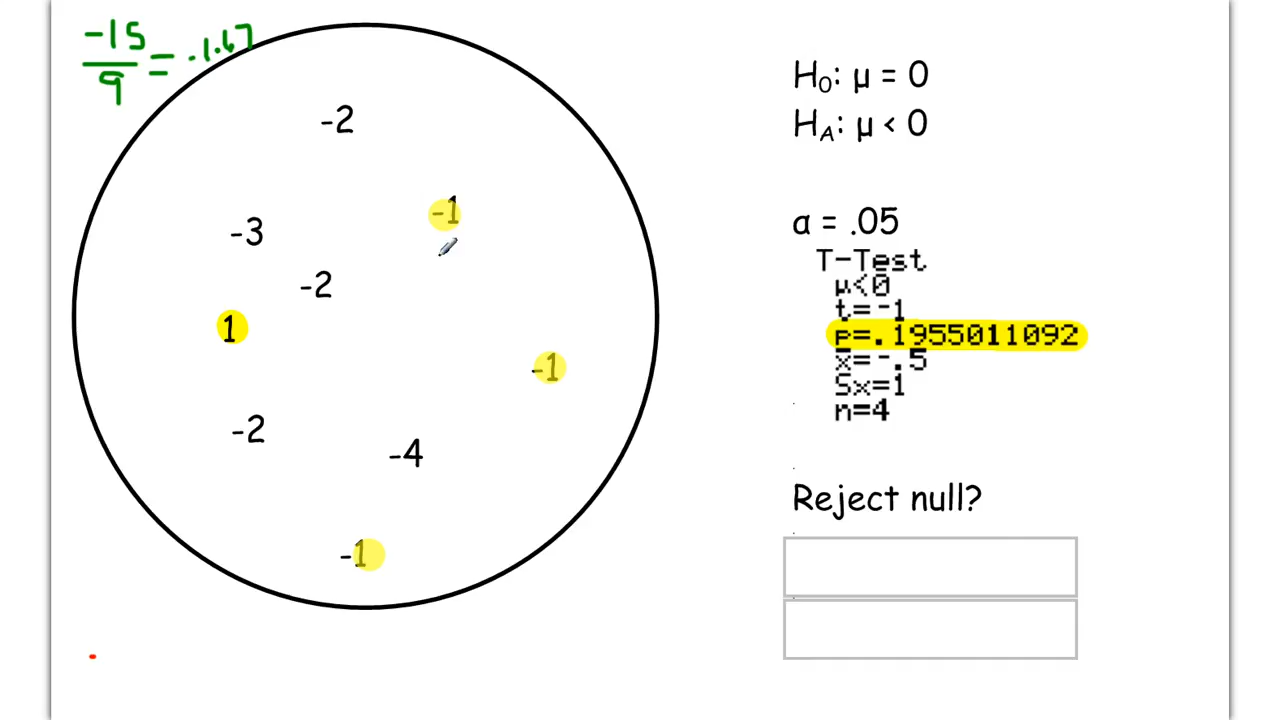 -15
9
= -1.67
-2
-1
-3
-2
1
-1
-2
-4
-1
H₀: μ = 0
Hₐ: μ < 0
α = .05
T-Test
μ<0
t=-1
p=.1955011092
x̄=-.5
Sx=1
n=4
Reject null?